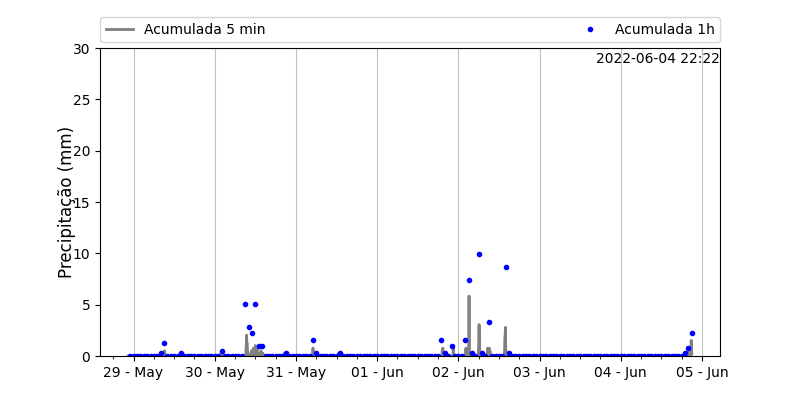 Acumulada 5 min
Acumulada 1h
2022-06-04 22:22
Precipitação (mm)
30
25
20
15
10
5
0
29 - May
30 - May
31 - May
01 - Jun
02 - Jun
03 - Jun
04 - Jun
05 - Jun